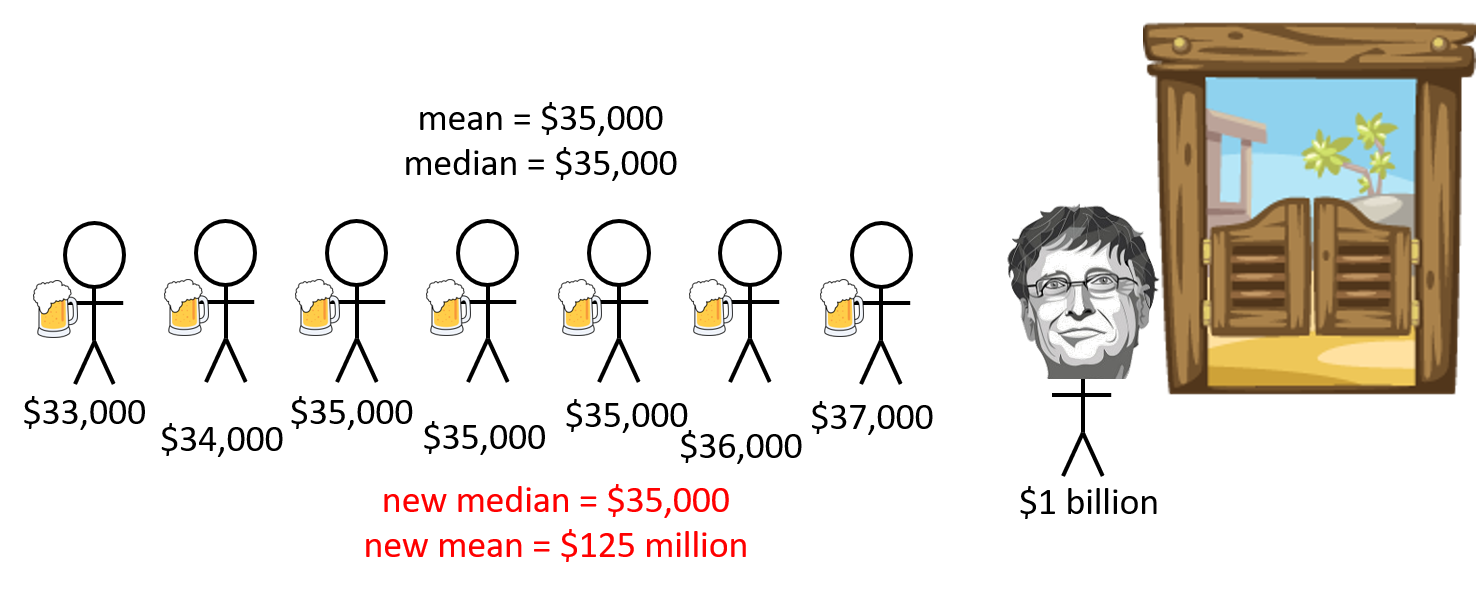 mean = $35,000
median = $35,000
$33,000
$34,000
$35,000
$35,000
$35,000
$36,000
$37,000
$1 billion
new median = $35,000
new mean = $125 million